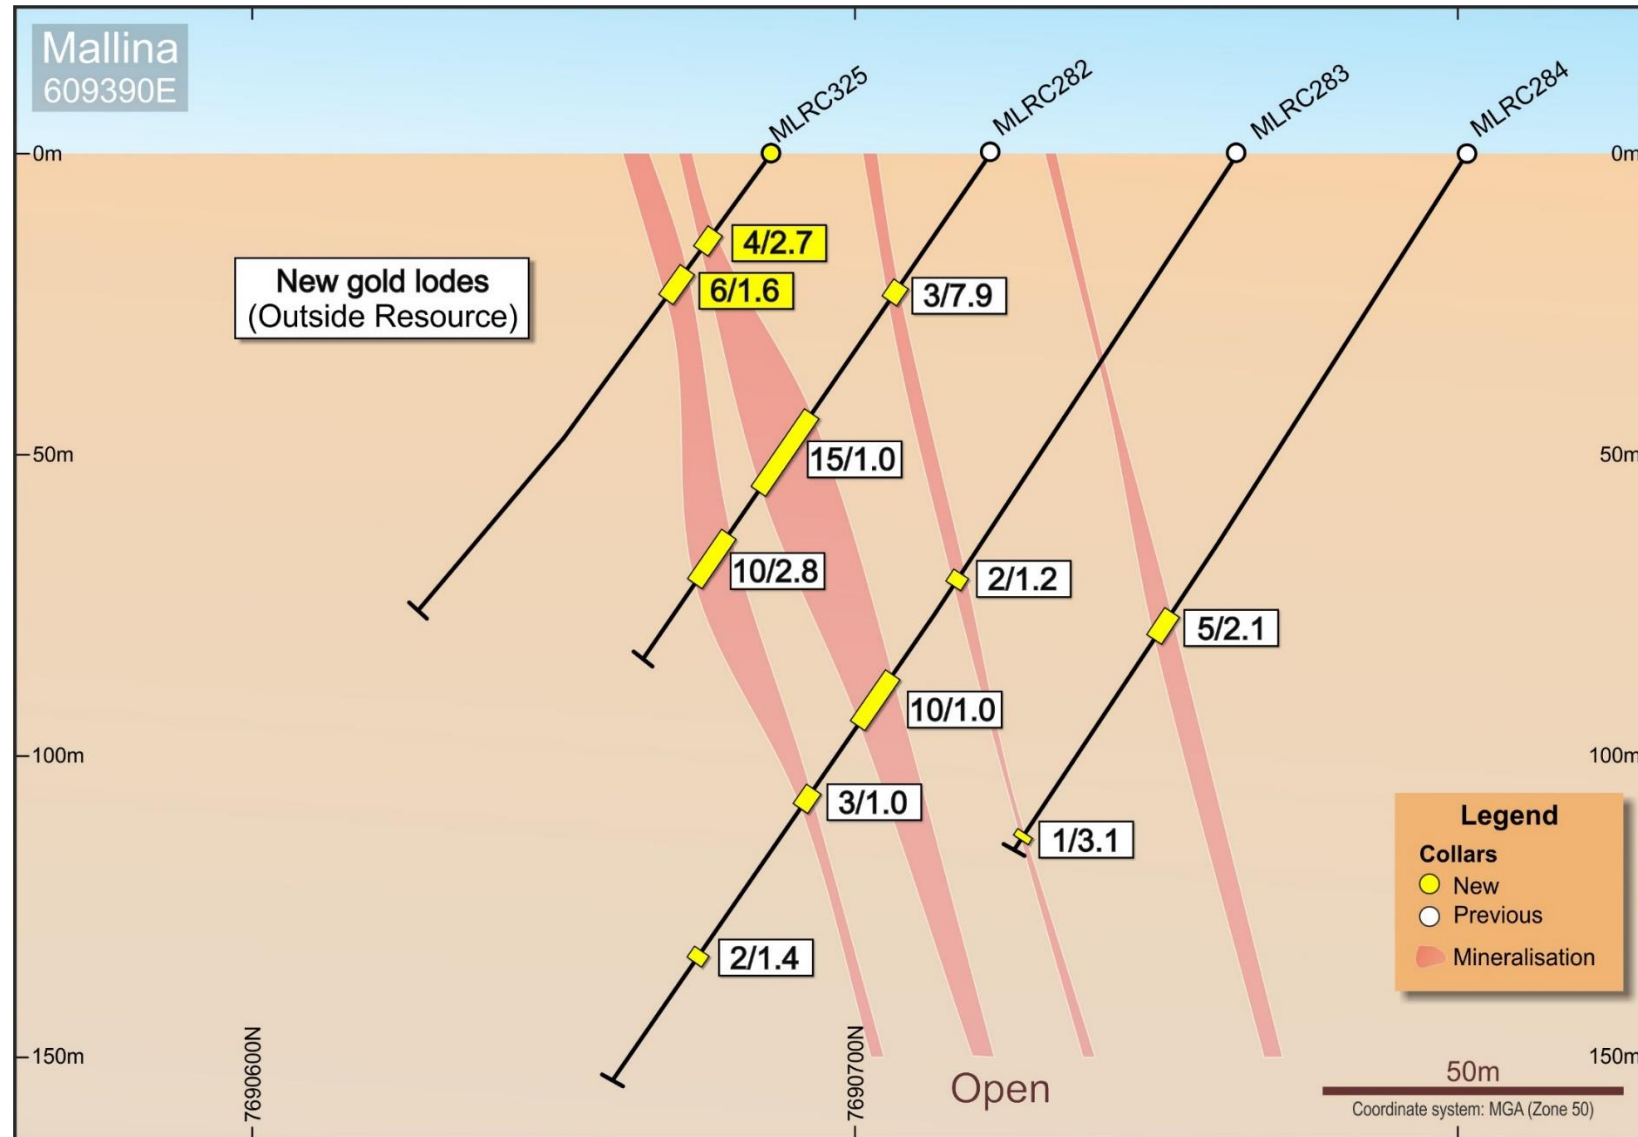 Mallina
609390E
MLRC325
MLRC282
MLRC283
MLRC284
0m
0m
New gold lodes
(Outside Resource)
4/2.7
6/1.6
3/7.9
50m
50m
15/1.0
10/2.8
2/1.2
5/2.1
10/1.0
100m
100m
3/1.0
1/3.1
2/1.4
Legend
Collars
New
Previous
Mineralisation
150m
150m
7690600N
7690700N
Open
50m
Coordinate system: MGA (Zone 50)